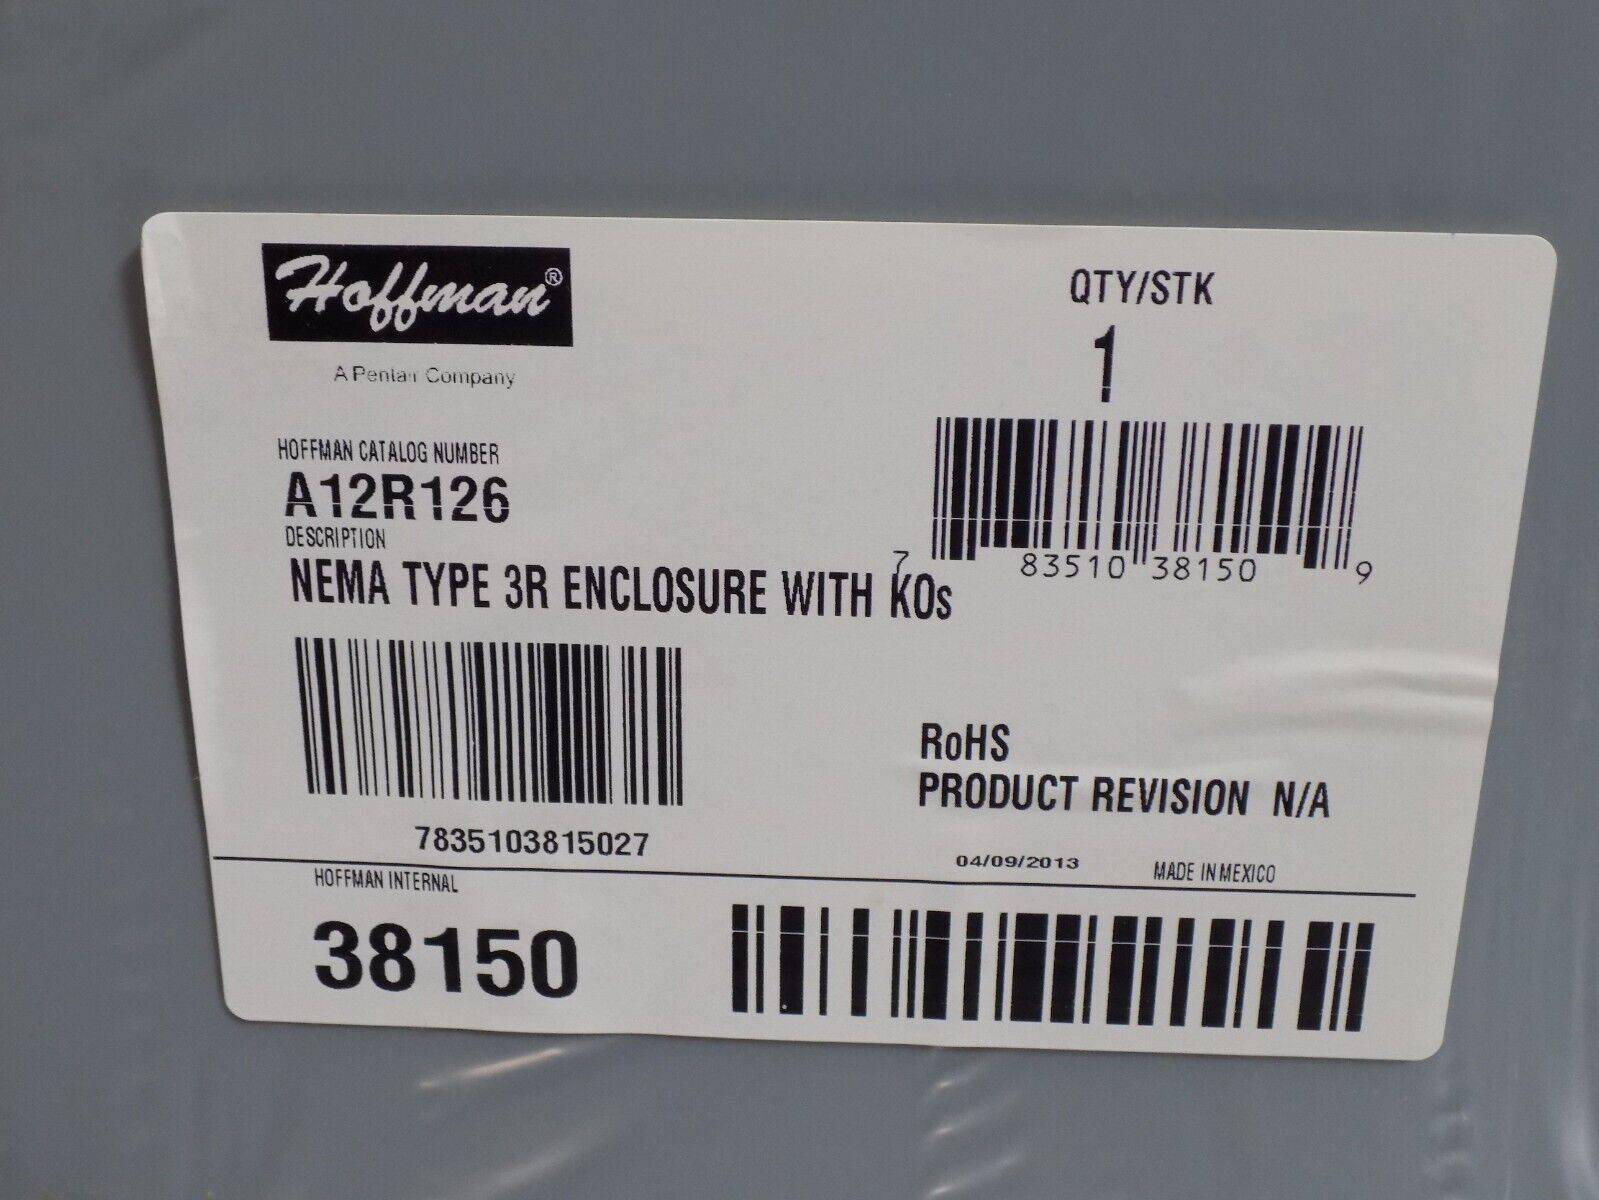 Hoffman®
A Pentair Company
QTY/STK
1
HOFFMAN CATALOG NUMBER
A12R126
DESCRIPTION
NEMA TYPE 3R ENCLOSURE WITH KOs
7 83510 38150 9
7835103815027
RoHS
PRODUCT REVISION N/A
04/09/2013 MADE IN MEXICO
HOFFMAN INTERNAL
38150